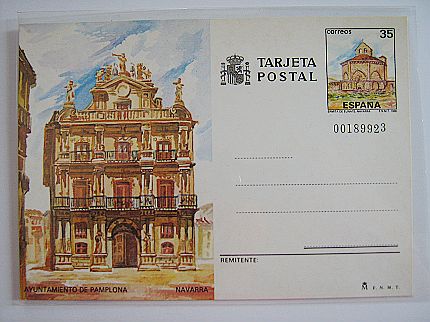 correos 35
TARJETA
POSTAL
ESPAÑA
00189923
REMITENTE:
AYUNTAMIENTO DE PAMPLONA NAVARRA
F. N. M. T.